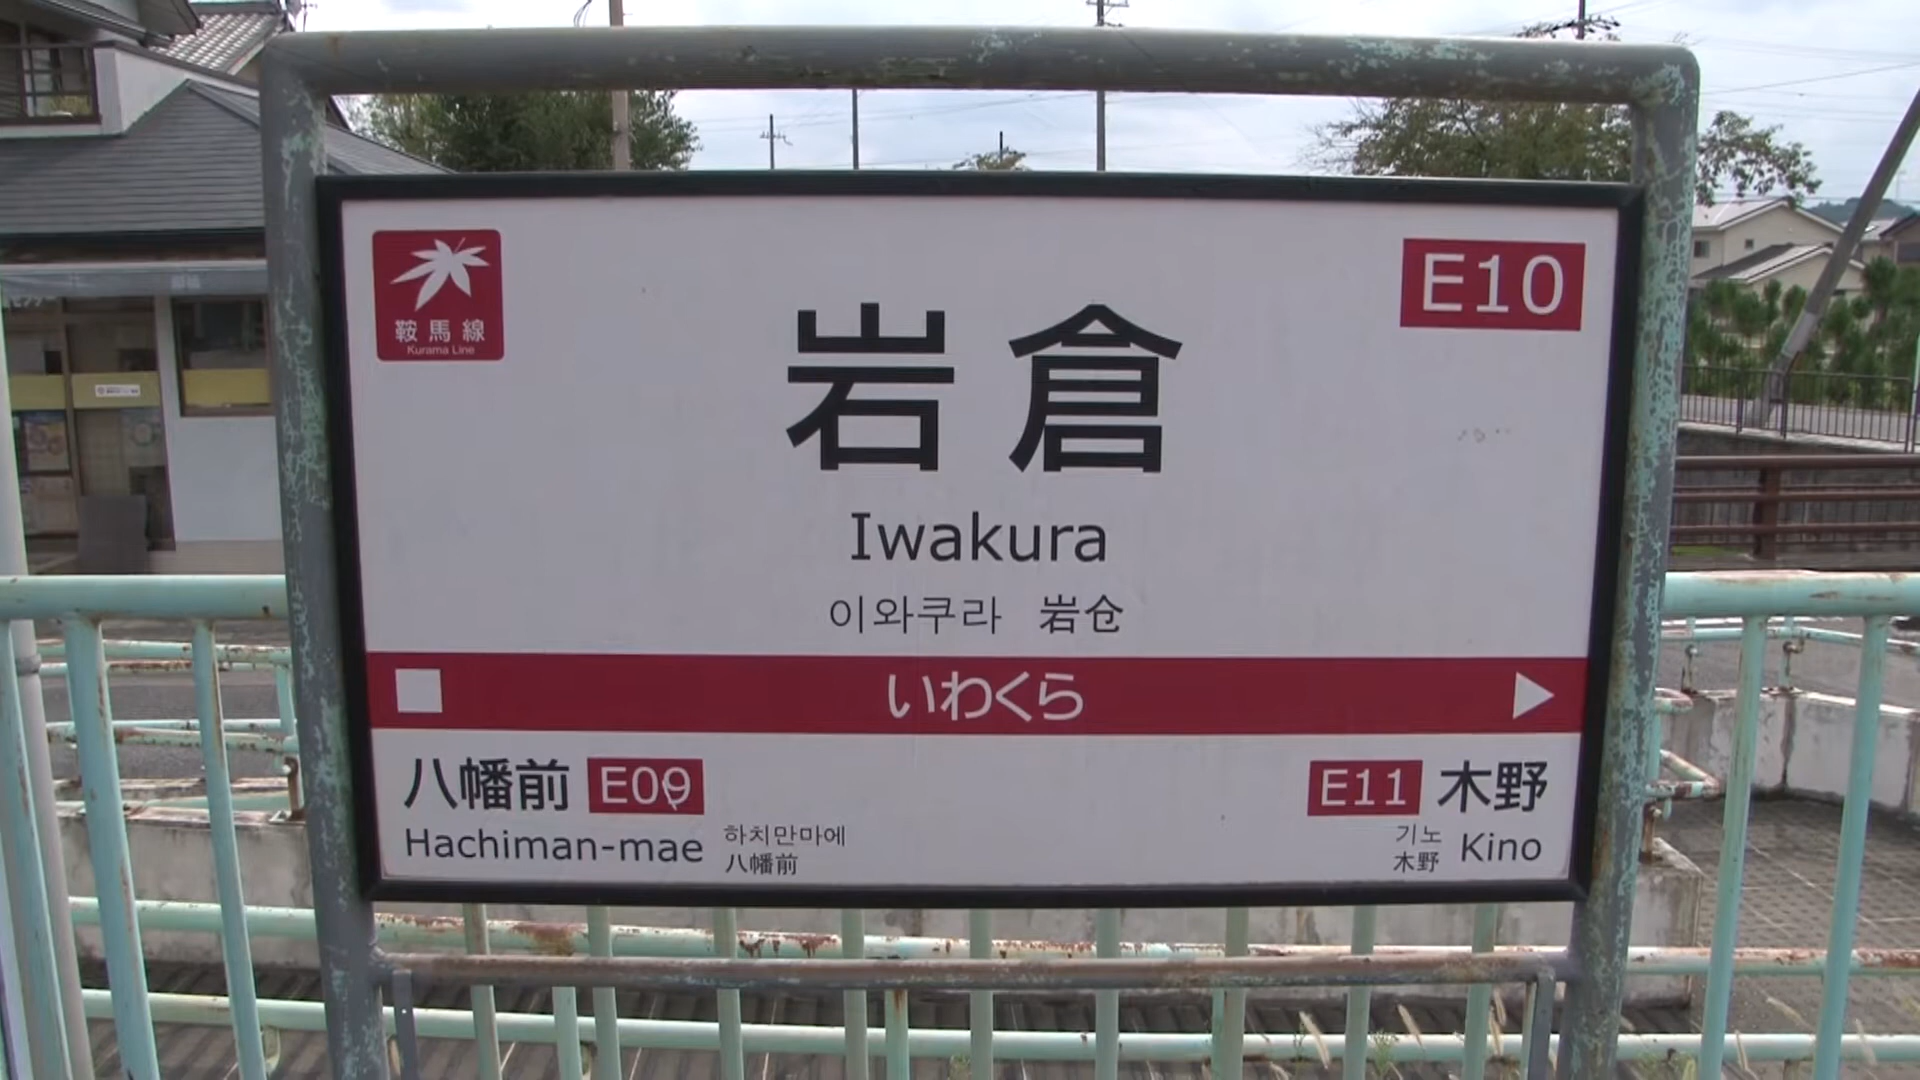 鞍馬線
Kurama Line
E10
岩倉
Iwakura
이와쿠라 岩仓
いわくら
八幡前 E09
Hachiman-mae
하치만마에
八幡前
E11 木野
기노
木野
Kino